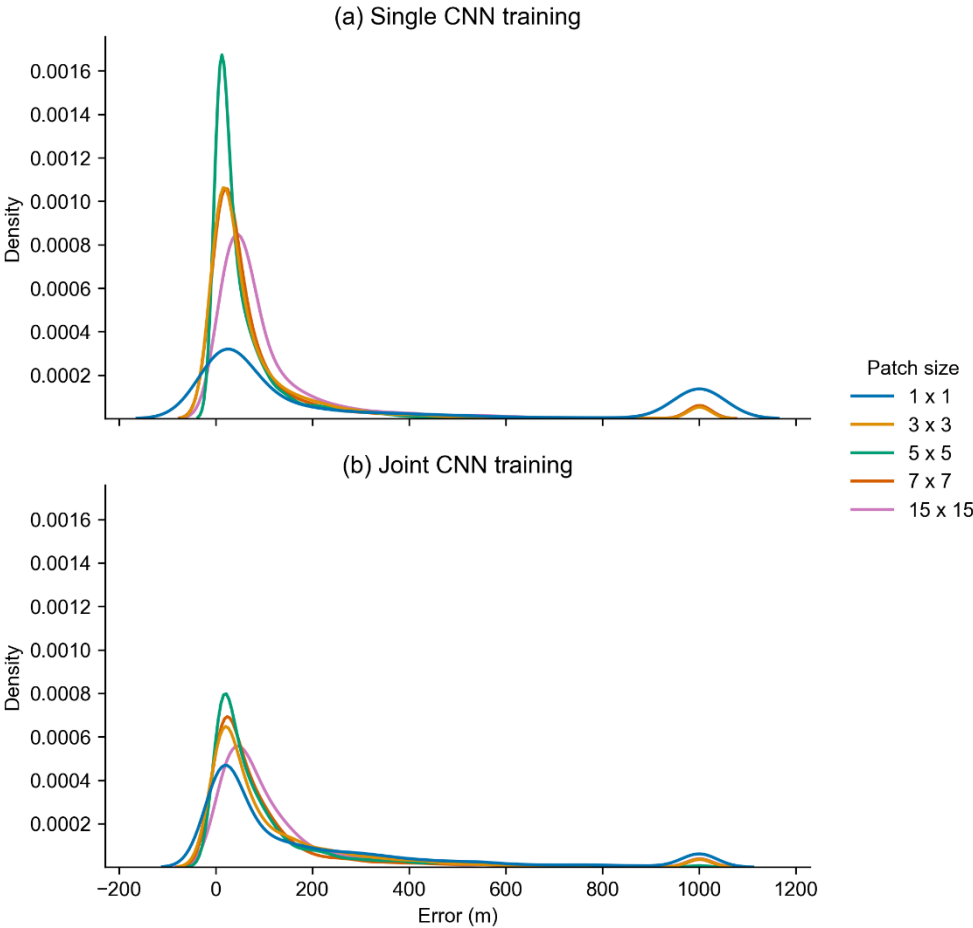 (a) Single CNN training
0.0016
0.0014
0.0012
0.0010
0.0008
0.0006
0.0004
0.0002
Density
Patch size
1 x 1
3 x 3
5 x 5
7 x 7
15 x 15
(b) Joint CNN training
0.0016
0.0014
0.0012
0.0010
0.0008
0.0006
0.0004
0.0002
Density
−200 0 200 400 600 800 1000 1200
Error (m)